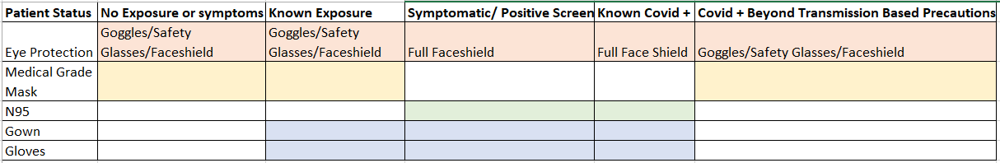 Patient Status No Exposure or symptoms Known Exposure Symptomatic/ Positive Screen Known Covid + Covid + Beyond Transmission Based Precautions
Goggles/Safety Goggles/Safety
Eye Protection Glasses/Faceshield Glasses/Faceshield Full Faceshield Full Face Shield Goggles/Safety Glasses/Faceshield
Medical Grade
Mask
N95
Gown
Gloves